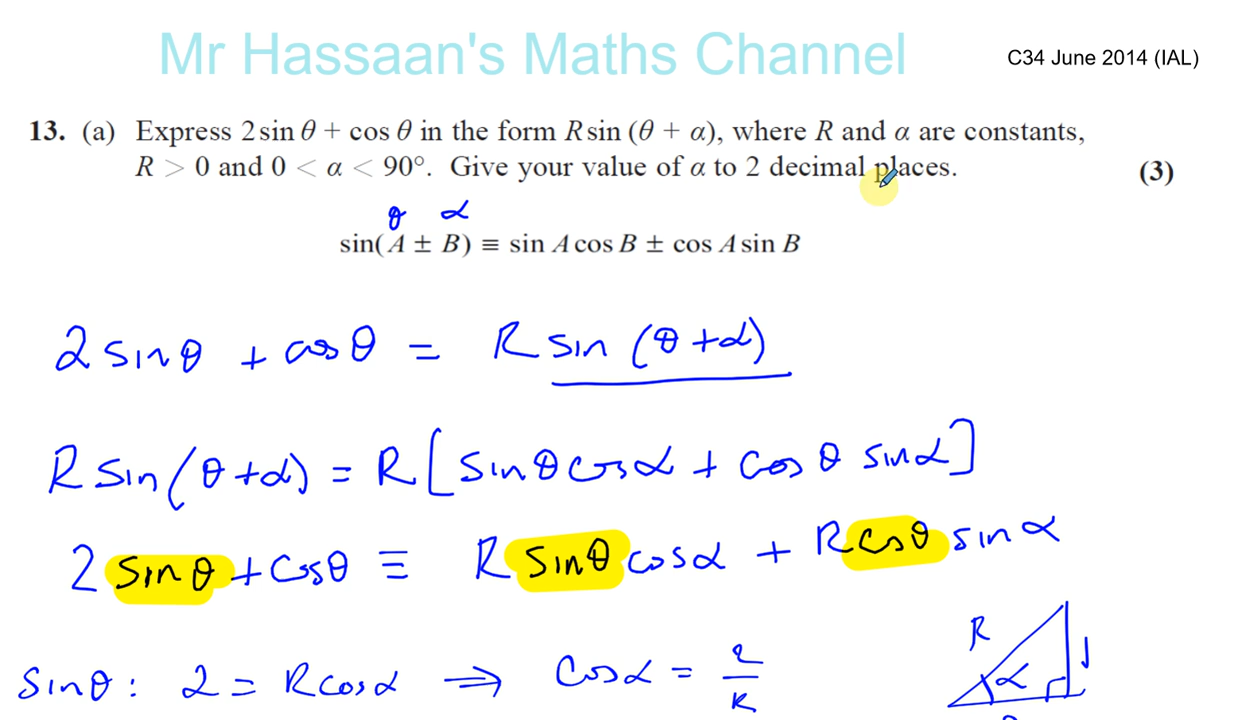 Mr Hassaan's Maths Channel
C34 June 2014 (IAL)
13. (a) Express 2 sin θ + cos θ in the form R sin (θ + α), where R and α are constants,
R > 0 and 0 < α < 90°. Give your value of α to 2 decimal places. (3)
θ α
sin(A ± B) ≡ sin A cos B ± cos A sin B
2 sin θ + cos θ = R sin (θ + α)
R sin (θ + α) = R [sin θ cos α + cos θ sin α]
2 sin θ + cos θ ≡ R sin θ cos α + R cos θ sin α
sin θ : 2 = R cos α ⇒ cos α = 2/R
R
α
1